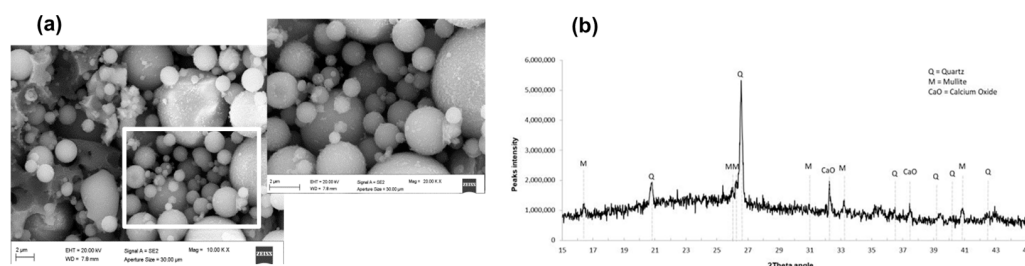 (a)
2 µm
EHT = 20.00 kV
WD = 7.9 mm
Signal A = SE2
Aperture Size = 30.00 µm
Mag = 10.00 K X
ZEISS
2 µm
EHT = 20.00 kV
WD = 7.9 mm
Signal A = SE2
Aperture Size = 30.00 µm
Mag = 20.00 K X
ZEISS
(b)
Peaks intensity
6,000,000
5,000,000
4,000,000
3,000,000
2,000,000
1,000,000
0
Q = Quartz
M = Mullite
CaO = Calcium Oxide
M
Q
M M
Q
M
CaO
M
Q
CaO
Q
Q
M
Q
15 17 19 21 23 25 27 29 31 33 35 37 39 41 43
2Theta angle